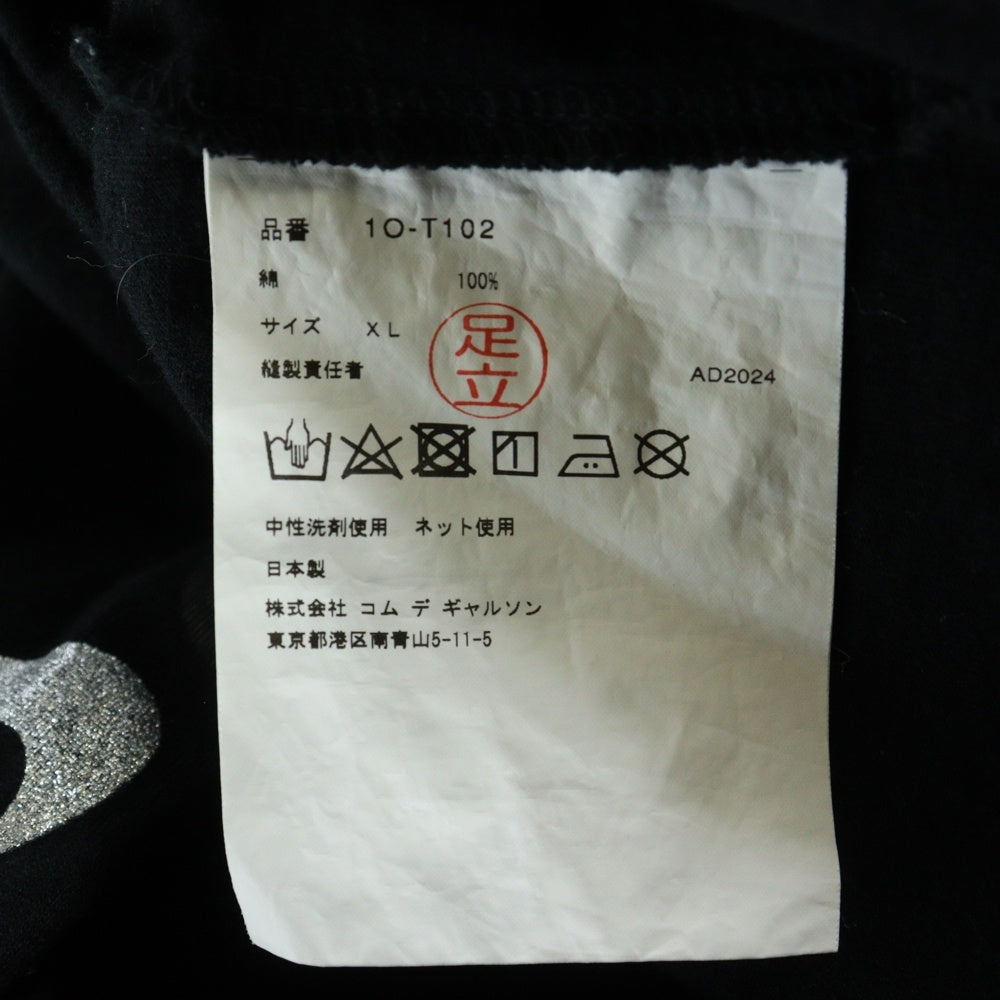 品番 1O-T102
綿 100%
サイズ XL
縫製責任者 足立 AD2024
中性洗剤使用 ネット使用
日本製
株式会社 コム デ ギャルソン
東京都港区南青山5-11-5